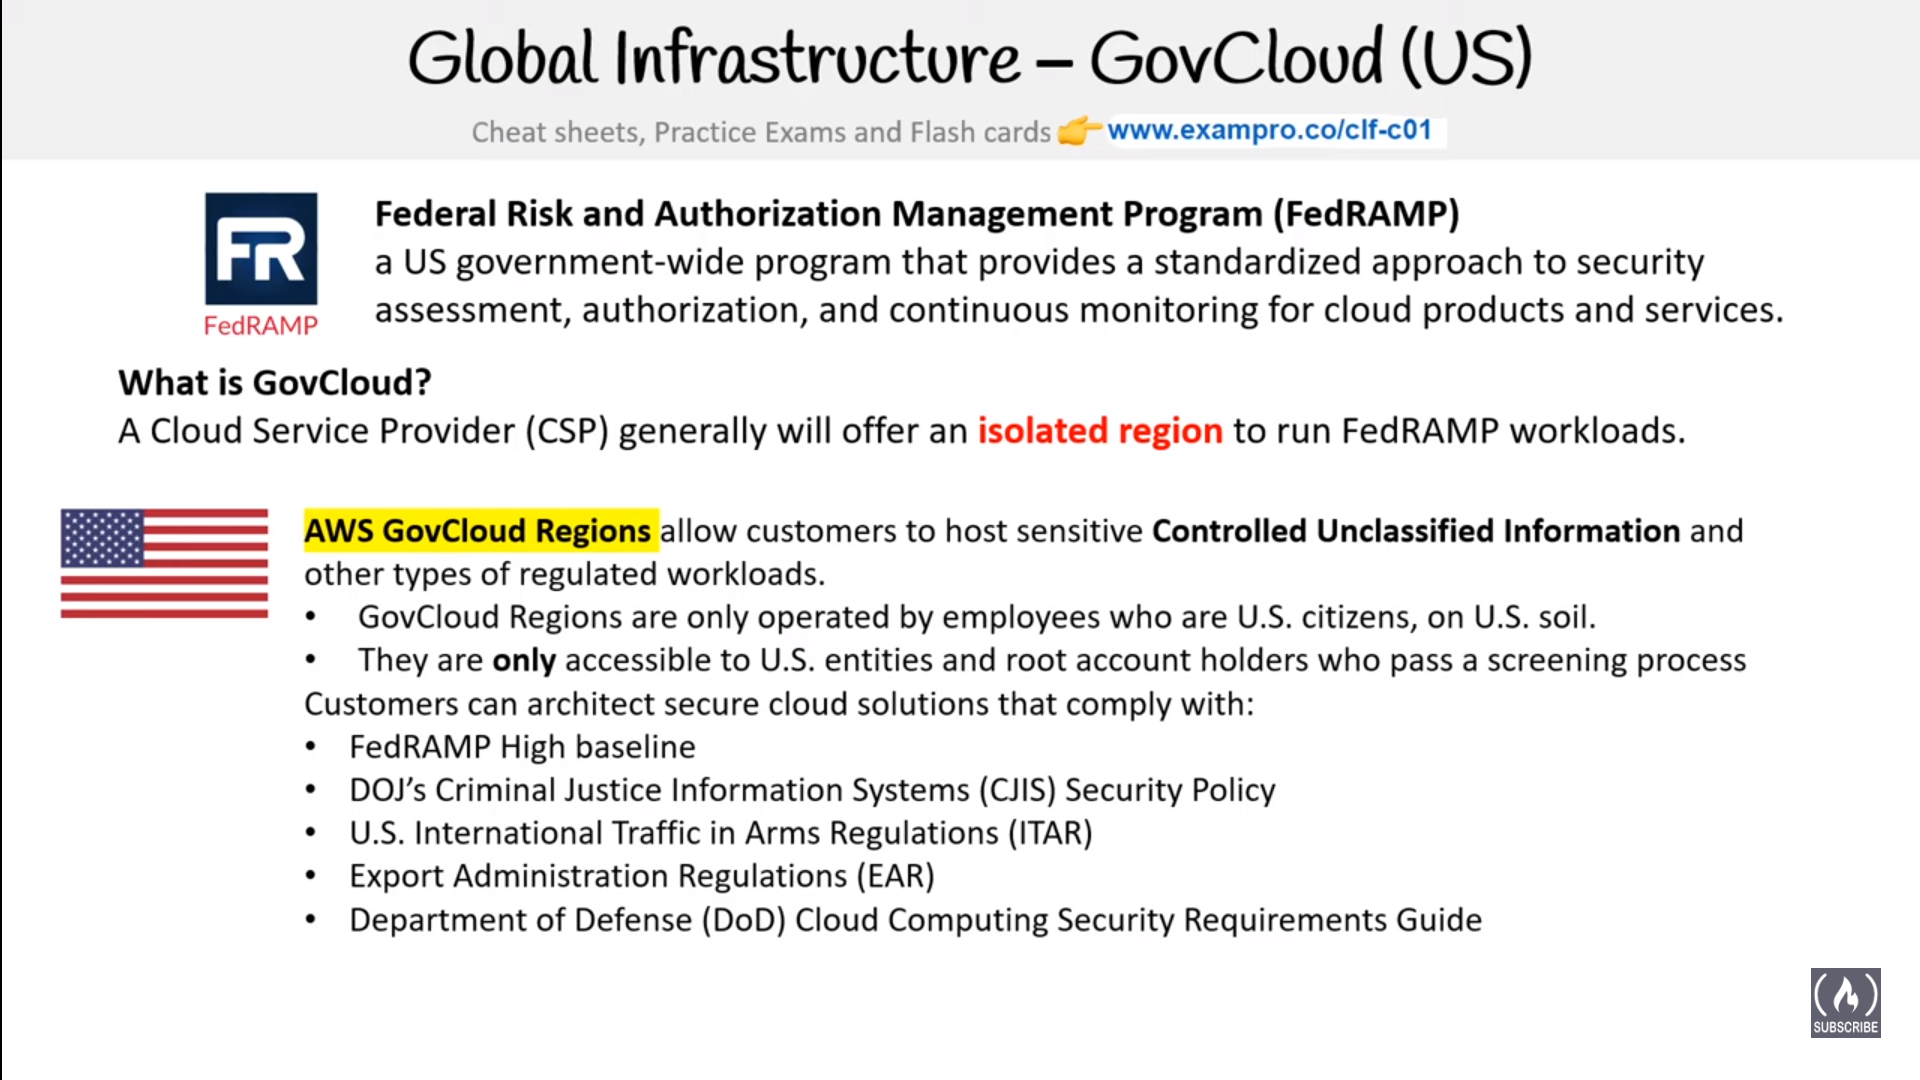 Global Infrastructure – GovCloud (US)
Cheat sheets, Practice Exams and Flash cards 👉 www.exampro.co/clf-c01
FR
FedRAMP
Federal Risk and Authorization Management Program (FedRAMP)
a US government-wide program that provides a standardized approach to security
assessment, authorization, and continuous monitoring for cloud products and services.
What is GovCloud?
A Cloud Service Provider (CSP) generally will offer an isolated region to run FedRAMP workloads.
AWS GovCloud Regions allow customers to host sensitive Controlled Unclassified Information and
other types of regulated workloads.
• GovCloud Regions are only operated by employees who are U.S. citizens, on U.S. soil.
• They are only accessible to U.S. entities and root account holders who pass a screening process
Customers can architect secure cloud solutions that comply with:
• FedRAMP High baseline
• DOJ’s Criminal Justice Information Systems (CJIS) Security Policy
• U.S. International Traffic in Arms Regulations (ITAR)
• Export Administration Regulations (EAR)
• Department of Defense (DoD) Cloud Computing Security Requirements Guide
SUBSCRIBE